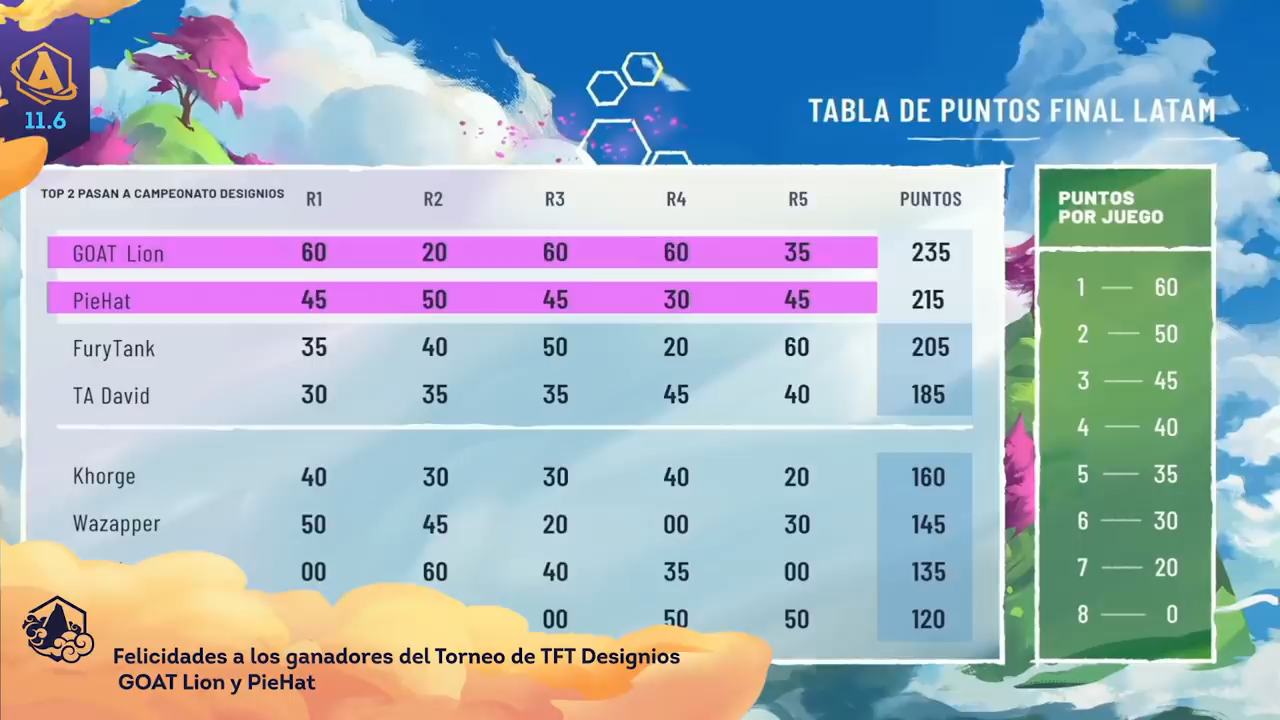 A
11.6
TABLA DE PUNTOS FINAL LATAM
TOP 2 PASAN A CAMPEONATO DESIGNIOS R1 R2 R3 R4 R5 PUNTOS
GOAT Lion 60 20 60 60 35 235
PieHat 45 50 45 30 45 215
FuryTank 35 40 50 20 60 205
TA David 30 35 35 45 40 185
Khorge 40 30 30 40 20 160
Wazapper 50 45 20 00 30 145
00 60 40 35 00 135
00 50 50 120
PUNTOS
POR JUEGO
1 — 60
2 — 50
3 — 45
4 — 40
5 — 35
6 — 30
7 — 20
8 — 0
Felicidades a los ganadores del Torneo de TFT Designios
GOAT Lion y PieHat